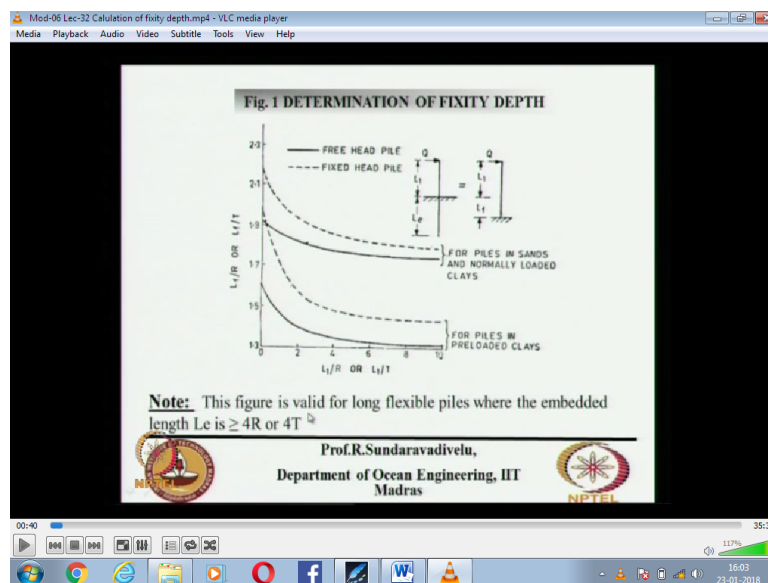 Mod-06 Lec-32 Calulation of fixity depth.mp4 - VLC media player
Media Playback Audio Video Subtitle Tools View Help
Fig. 1 DETERMINATION OF FIXITY DEPTH
2·3
2·1
1·9
1·7
1·5
1·3
L₁/R OR Lf/T
FREE HEAD PILE
FIXED HEAD PILE
Q
L₁
Le
=
Q
L₁
Lf
FOR PILES IN SANDS
AND NORMALLY LOADED
CLAYS
FOR PILES IN
PRELOADED CLAYS
0 2 4 6 8 10
L₁/R OR L₁/T
Note: This figure is valid for long flexible piles where the embedded
length Le is ≥ 4R or 4T
Prof.R.Sundaravadivelu,
Department of Ocean Engineering, IIT
Madras
NPTEL
NPTEL
00:40
35:3
117%
16:03
23-01-2018